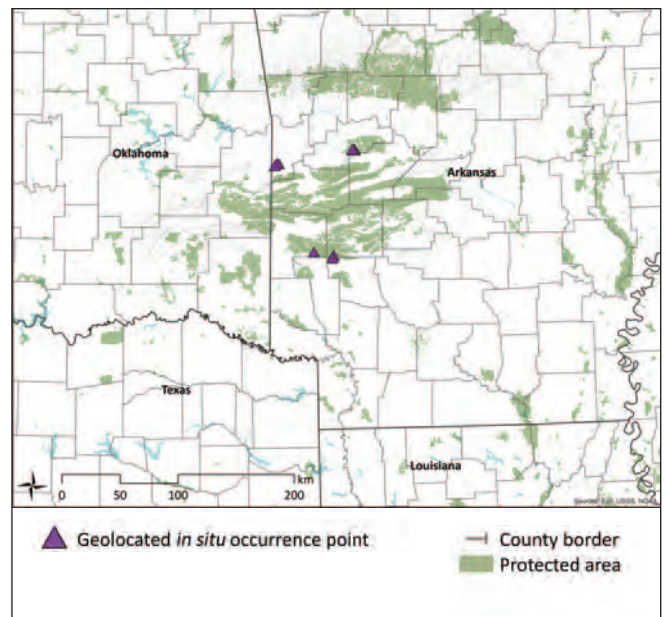 Oklahoma
Arkansas
Texas
Louisiana
km
0 50 100 200
Geolocated in situ occurrence point
County border
Protected area